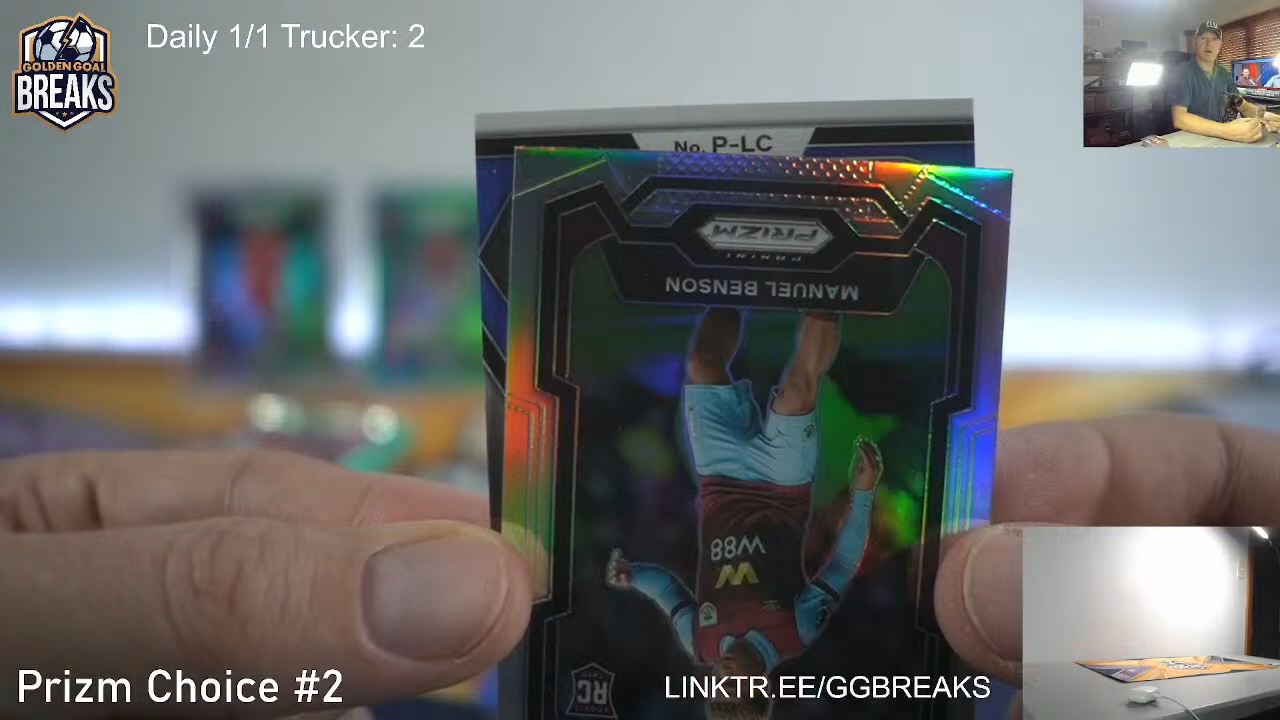 GOLDEN GOAL
BREAKS
Daily 1/1 Trucker: 2
No. P-LC
PRIZM
PANINI
MANUEL BENSON
W88
W
RC
Prizm Choice #2
LINKTR.EE/GGBREAKS